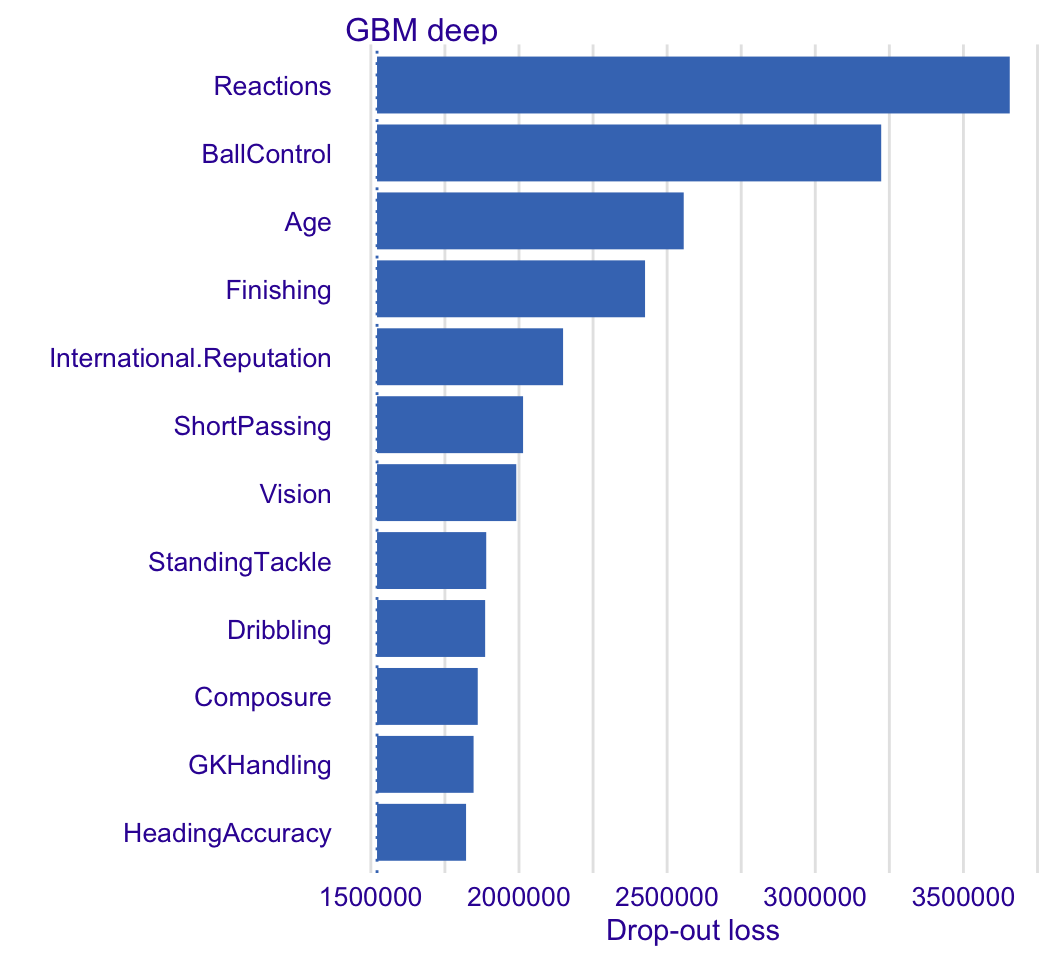 GBM deep
Reactions
BallControl
Age
Finishing
International.Reputation
ShortPassing
Vision
StandingTackle
Dribbling
Composure
GKHandling
HeadingAccuracy
1500000 2000000 2500000 3000000 3500000
Drop-out loss